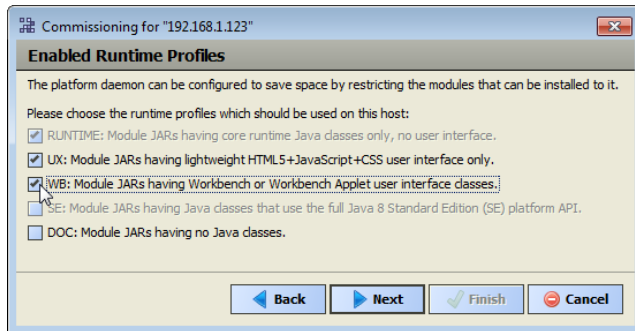 Commissioning for "192.168.1.123"
Enabled Runtime Profiles
The platform daemon can be configured to save space by restricting the modules that can be installed to it.
Please choose the runtime profiles which should be used on this host:
RUNTIME: Module JARs having core runtime Java classes only, no user interface.
UX: Module JARs having lightweight HTML5+JavaScript+CSS user interface only.
WB: Module JARs having Workbench or Workbench Applet user interface classes.
SE: Module JARs having Java classes that use the full Java 8 Standard Edition (SE) platform API.
DOC: Module JARs having no Java classes.
Back Next Finish Cancel